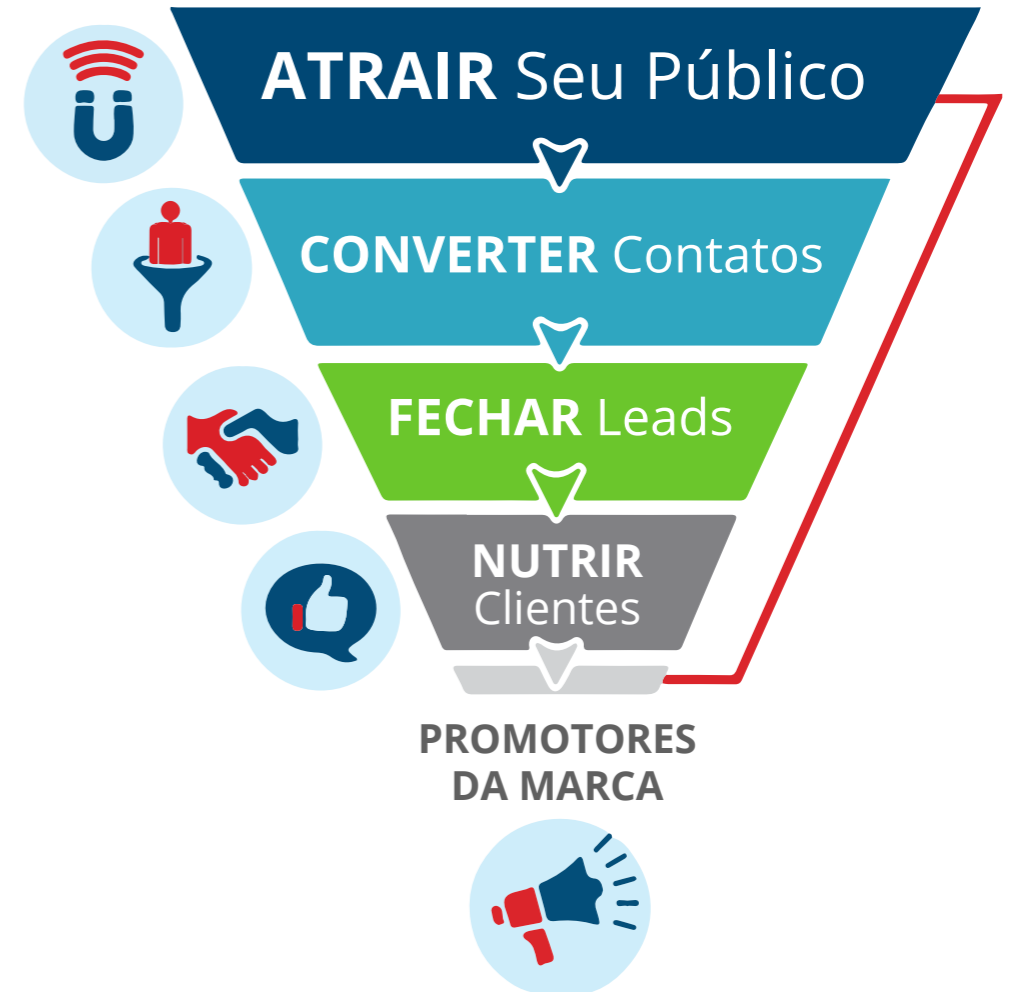 ATRAIR Seu Público
CONVERTER Contatos
FECHAR Leads
NUTRIR
Clientes
PROMOTORES
DA MARCA